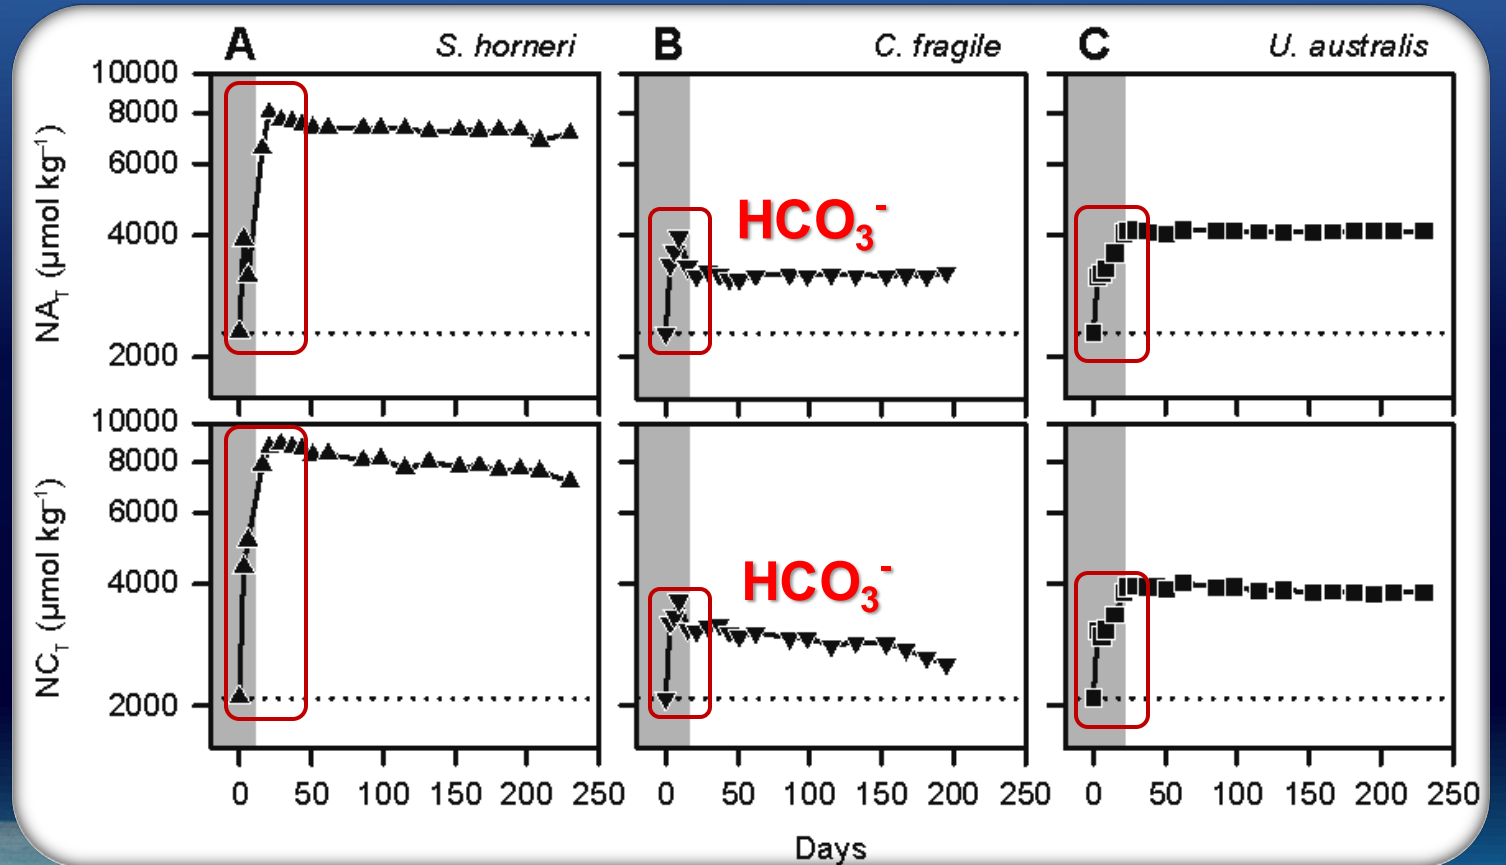 A S. horneri B C. fragile C U. australis
10000
8000
6000
4000
2000
NA_T (µmol kg⁻¹)
HCO₃⁻
10000
8000
6000
4000
2000
NC_T (µmol kg⁻¹)
HCO₃⁻
0 50 100 150 200 250 0 50 100 150 200 250 0 50 100 150 200 250
Days